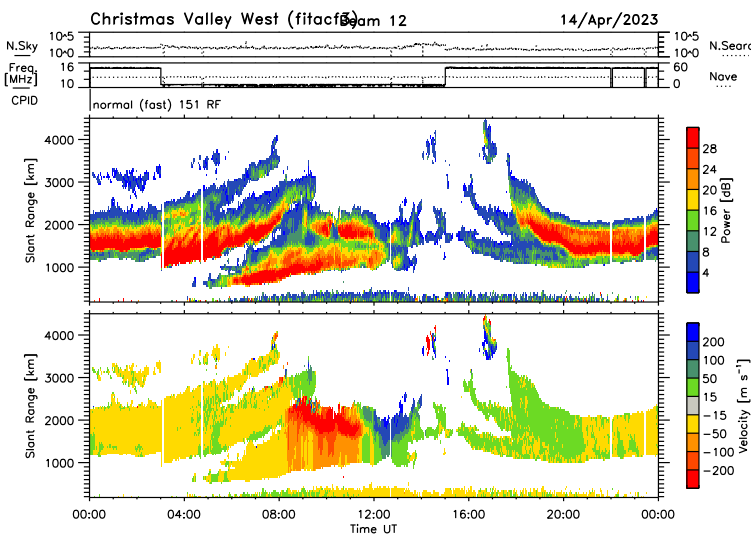 Christmas Valley West (fitacf3) Beam 12 14/Apr/2023
N.Sky 10^5 10^0 10^5 10^0 N.Searc
Freq. [MHz] 16 10 60 0 Nave
CPID normal (fast) 151 RF
Slant Range [km] 4000 3000 2000 1000
Power [dB] 28 24 20 16 12 8 4
Slant Range [km] 4000 3000 2000 1000
Velocity [m s⁻¹] 200 100 50 15 -15 -50 -100 -200
00:00 04:00 08:00 12:00 16:00 20:00 00:00
Time UT